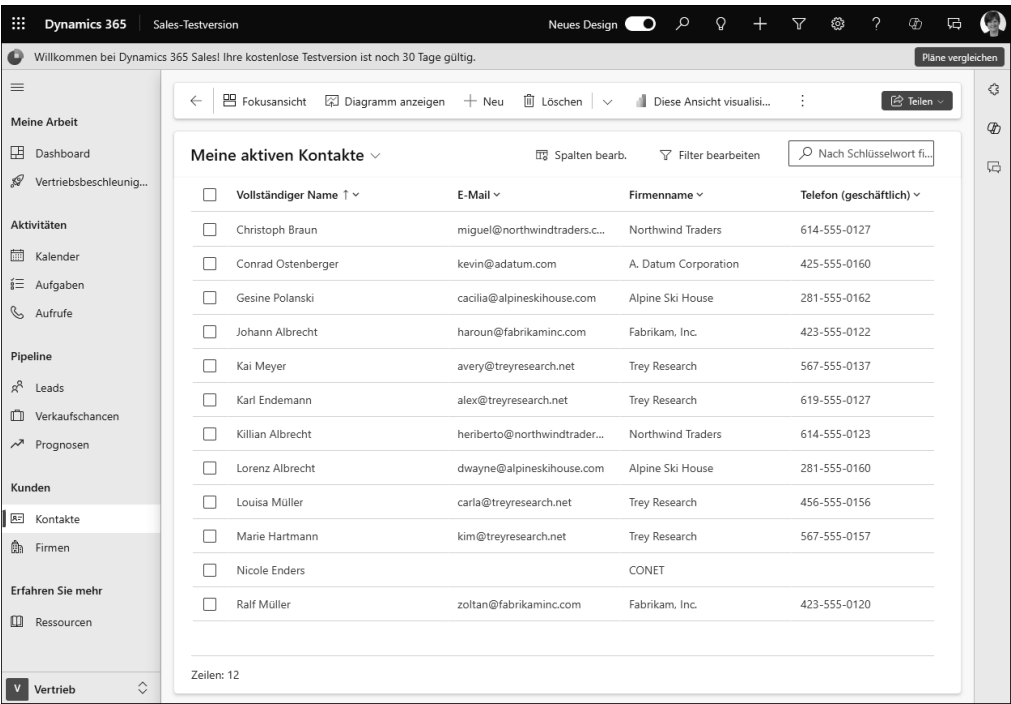 Dynamics 365 Sales-Testversion Neues Design
Willkommen bei Dynamics 365 Sales! Ihre kostenlose Testversion ist noch 30 Tage gültig. Pläne vergleichen
Meine Arbeit
Dashboard
Vertriebsbeschleunig...
Aktivitäten
Kalender
Aufgaben
Aufrufe
Pipeline
Leads
Verkaufschancen
Prognosen
Kunden
Kontakte
Firmen
Erfahren Sie mehr
Ressourcen
V Vertrieb
Fokusansicht Diagramm anzeigen Neu Löschen Diese Ansicht visualisi... Teilen
Meine aktiven Kontakte Spalten bearb. Filter bearbeiten Nach Schlüsselwort fi...
Vollständiger Name ↑ E-Mail Firmenname Telefon (geschäftlich)
Christoph Braun miguel@northwindtraders.c... Northwind Traders 614-555-0127
Conrad Ostenberger kevin@adatum.com A. Datum Corporation 425-555-0160
Gesine Polanski cacilia@alpineskihouse.com Alpine Ski House 281-555-0162
Johann Albrecht haroun@fabrikaminc.com Fabrikam, Inc. 423-555-0122
Kai Meyer avery@treyresearch.net Trey Research 567-555-0137
Karl Endemann alex@treyresearch.net Trey Research 619-555-0127
Killian Albrecht heriberto@northwindtrader... Northwind Traders 614-555-0123
Lorenz Albrecht dwayne@alpineskihouse.com Alpine Ski House 281-555-0160
Louisa Müller carla@treyresearch.net Trey Research 456-555-0156
Marie Hartmann kim@treyresearch.net Trey Research 567-555-0157
Nicole Enders CONET
Ralf Müller zoltan@fabrikaminc.com Fabrikam, Inc. 423-555-0120
Zeilen: 12